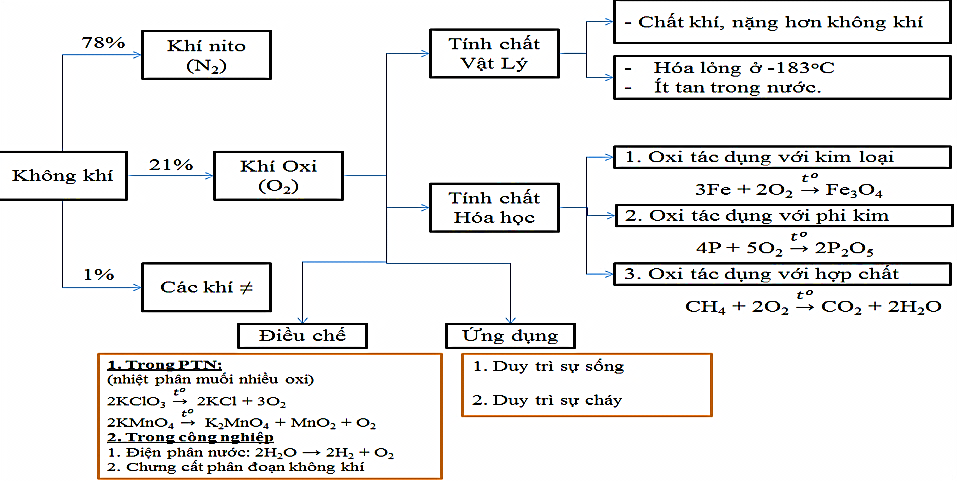 78%
Khí nito
(N₂)
Không khí
21%
Khí Oxi
(O₂)
1%
Các khí ≠
Tính chất
Vật Lý
- Chất khí, nặng hơn không khí
- Hóa lỏng ở -183°C
- Ít tan trong nước.
Tính chất
Hóa học
1. Oxi tác dụng với kim loại
3Fe + 2O₂ →t° Fe₃O₄
2. Oxi tác dụng với phi kim
4P + 5O₂ →t° 2P₂O₅
3. Oxi tác dụng với hợp chất
CH₄ + 2O₂ →t° CO₂ + 2H₂O
Điều chế
1. Trong PTN:
(nhiệt phân muối nhiều oxi)
2KClO₃ →t° 2KCl + 3O₂
2KMnO₄ →t° K₂MnO₄ + MnO₂ + O₂
2. Trong công nghiệp
1. Điện phân nước: 2H₂O → 2H₂ + O₂
2. Chưng cất phân đoạn không khí
Ứng dụng
1. Duy trì sự sống
2. Duy trì sự cháy